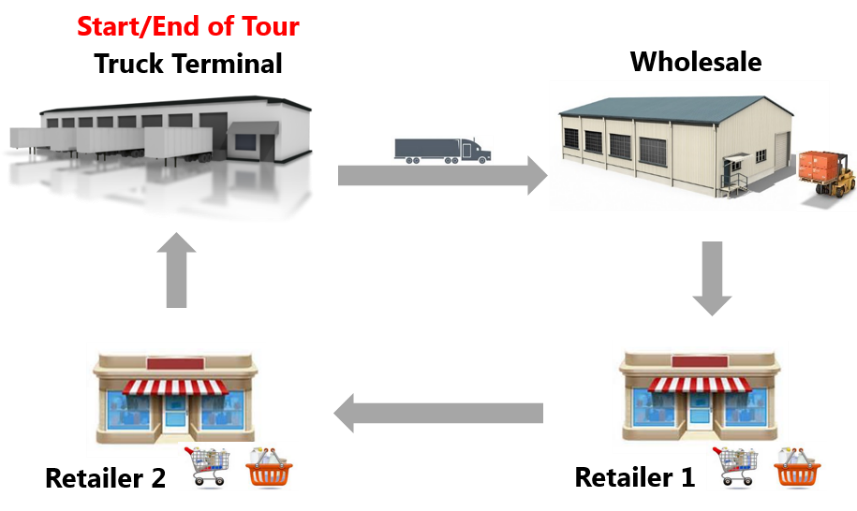 Start/End of Tour
Truck Terminal
Wholesale
Retailer 2
Retailer 1